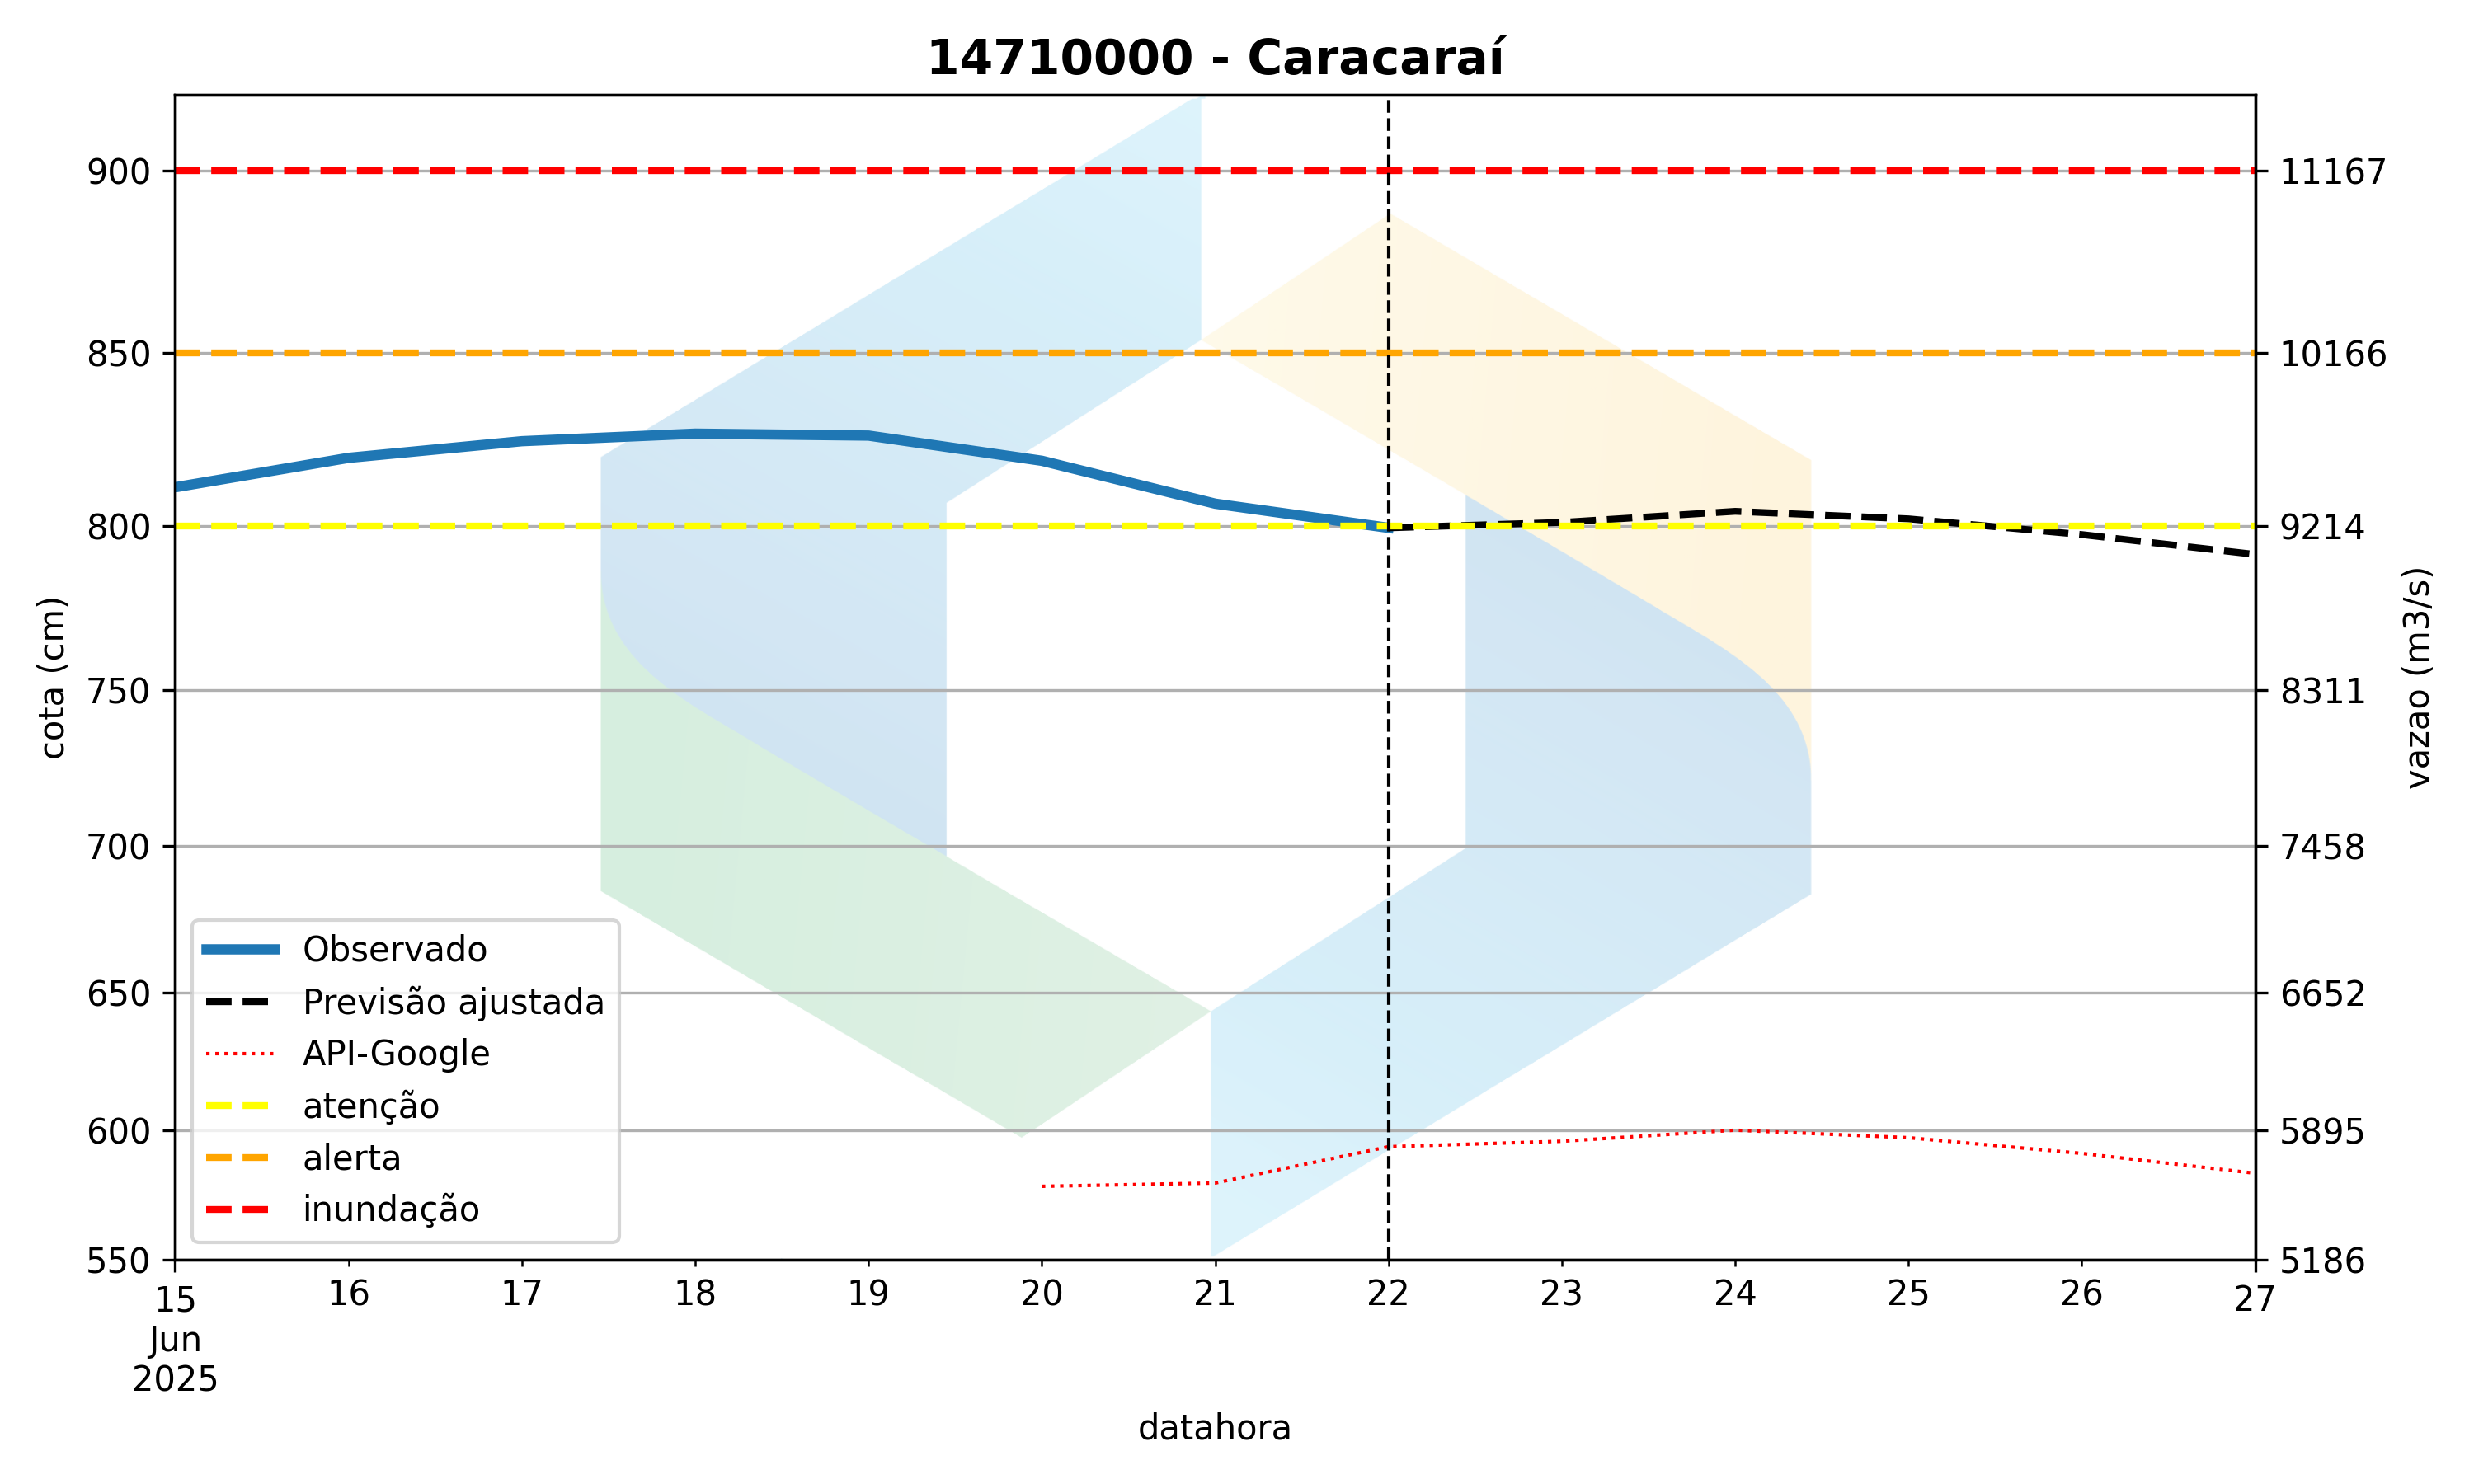 14710000 - Caracaraí
900
850
800
750
700
650
600
550
cota (cm)
11167
10166
9214
8311
7458
6652
5895
5186
vazao (m3/s)
Observado
Previsão ajustada
API-Google
atenção
alerta
inundação
15 16 17 18 19 20 21 22 23 24 25 26 27
Jun
2025
datahora